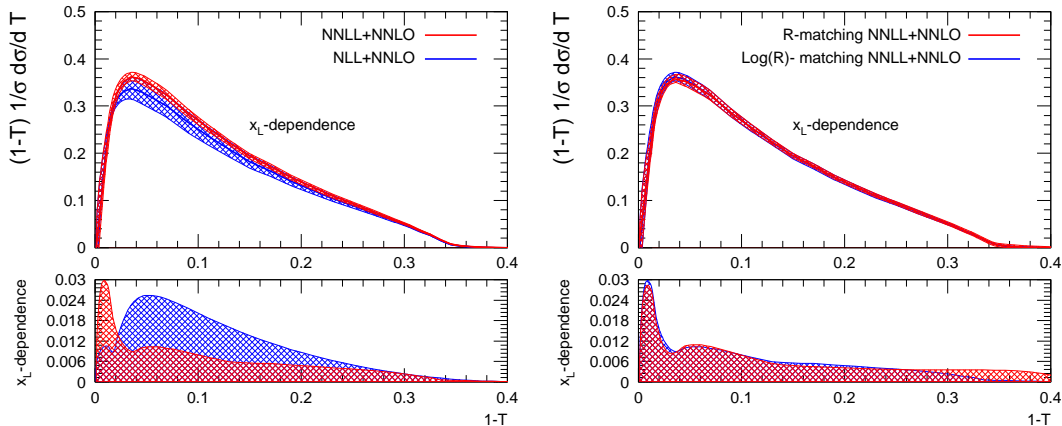 (1-T) 1/σ dσ/d T
0.5
0.4
0.3
0.2
0.1
0
NNLL+NNLO
NLL+NNLO
x_L-dependence
0 0.1 0.2 0.3 0.4
x_L-dependence
0.03
0.024
0.018
0.012
0.006
0
0 0.1 0.2 0.3 0.4
1-T
(1-T) 1/σ dσ/d T
0.5
0.4
0.3
0.2
0.1
0
R-matching NNLL+NNLO
Log(R)- matching NNLL+NNLO
x_L-dependence
0 0.1 0.2 0.3 0.4
x_L-dependence
0.03
0.024
0.018
0.012
0.006
0
0 0.1 0.2 0.3 0.4
1-T